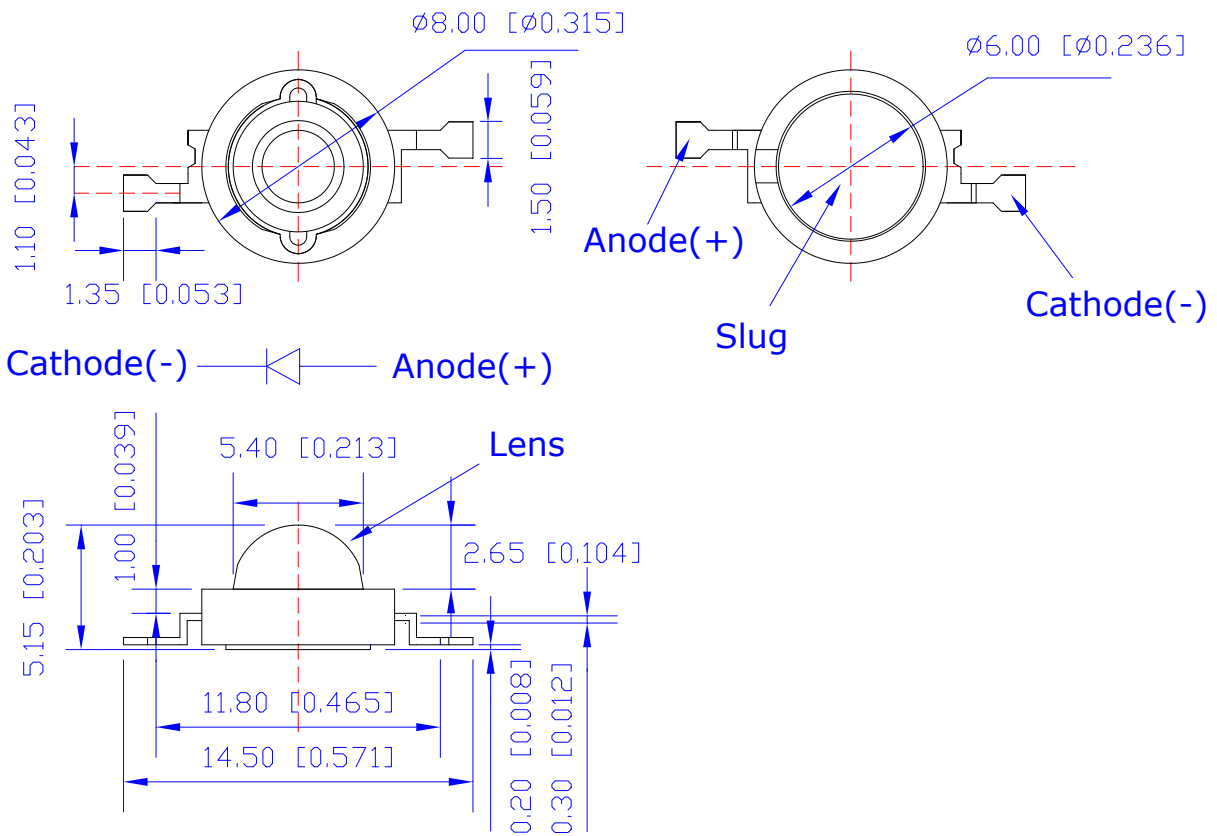 ø8.00 [ø0.315]
1.10 [0.043]
1.50 [0.059]
1.35 [0.053]
ø6.00 [ø0.236]
Anode(+)
Cathode(-)
Slug
Cathode(-) Anode(+)
5.40 [0.213]
Lens
1.00 [0.039]
5.15 [0.203]
2.65 [0.104]
11.80 [0.465]
14.50 [0.571]
0.20 [0.008]
0.30 [0.012]